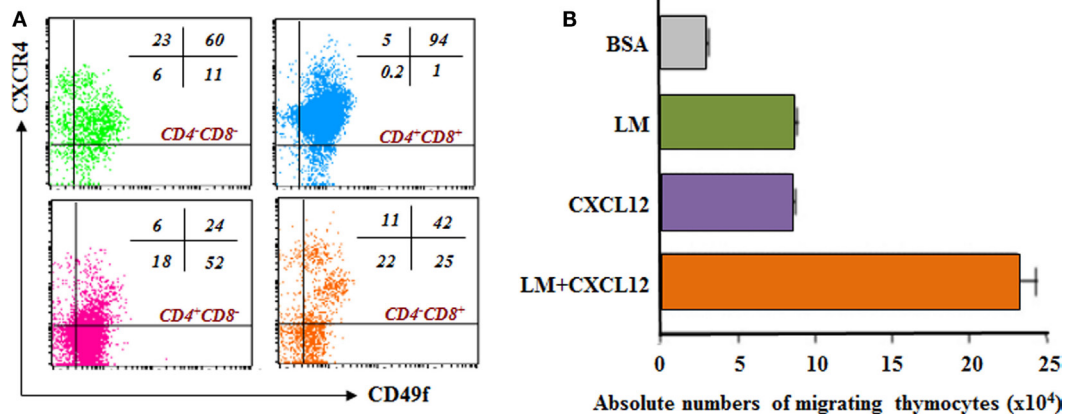 A
CXCR4
23 60
6 11
CD4⁻CD8⁻
5 94
0.2 1
CD4⁺CD8⁺
6 24
18 52
CD4⁺CD8⁻
11 42
22 25
CD4⁻CD8⁺
CD49f
B
BSA
LM
CXCL12
LM+CXCL12
0 5 10 15 20 25
Absolute numbers of migrating thymocytes (x10⁴)